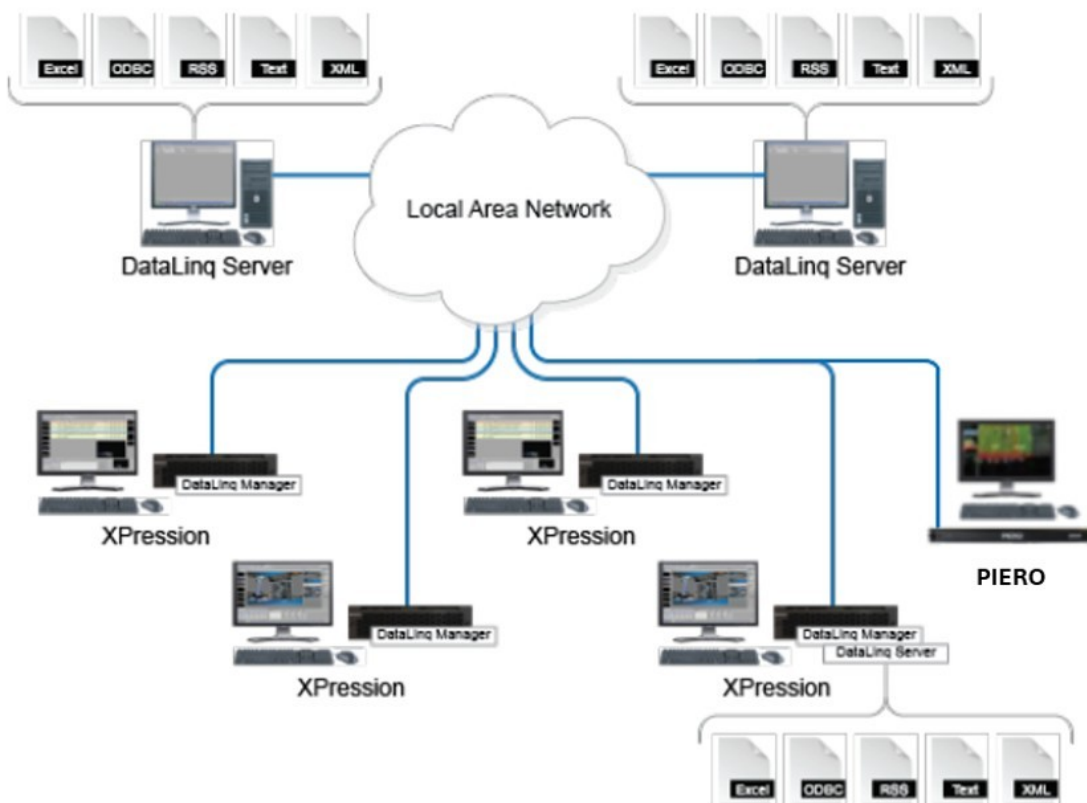 Excel ODBC RSS Text XML
Excel ODBC RSS Text XML
Local Area Network
DataLinq Server
DataLinq Server
DataLinq Manager
XPression
DataLinq Manager
XPression
PIERO
DataLinq Manager
XPression
DataLinq Manager
DataLinq Server
XPression
Excel ODBC RSS Text XML